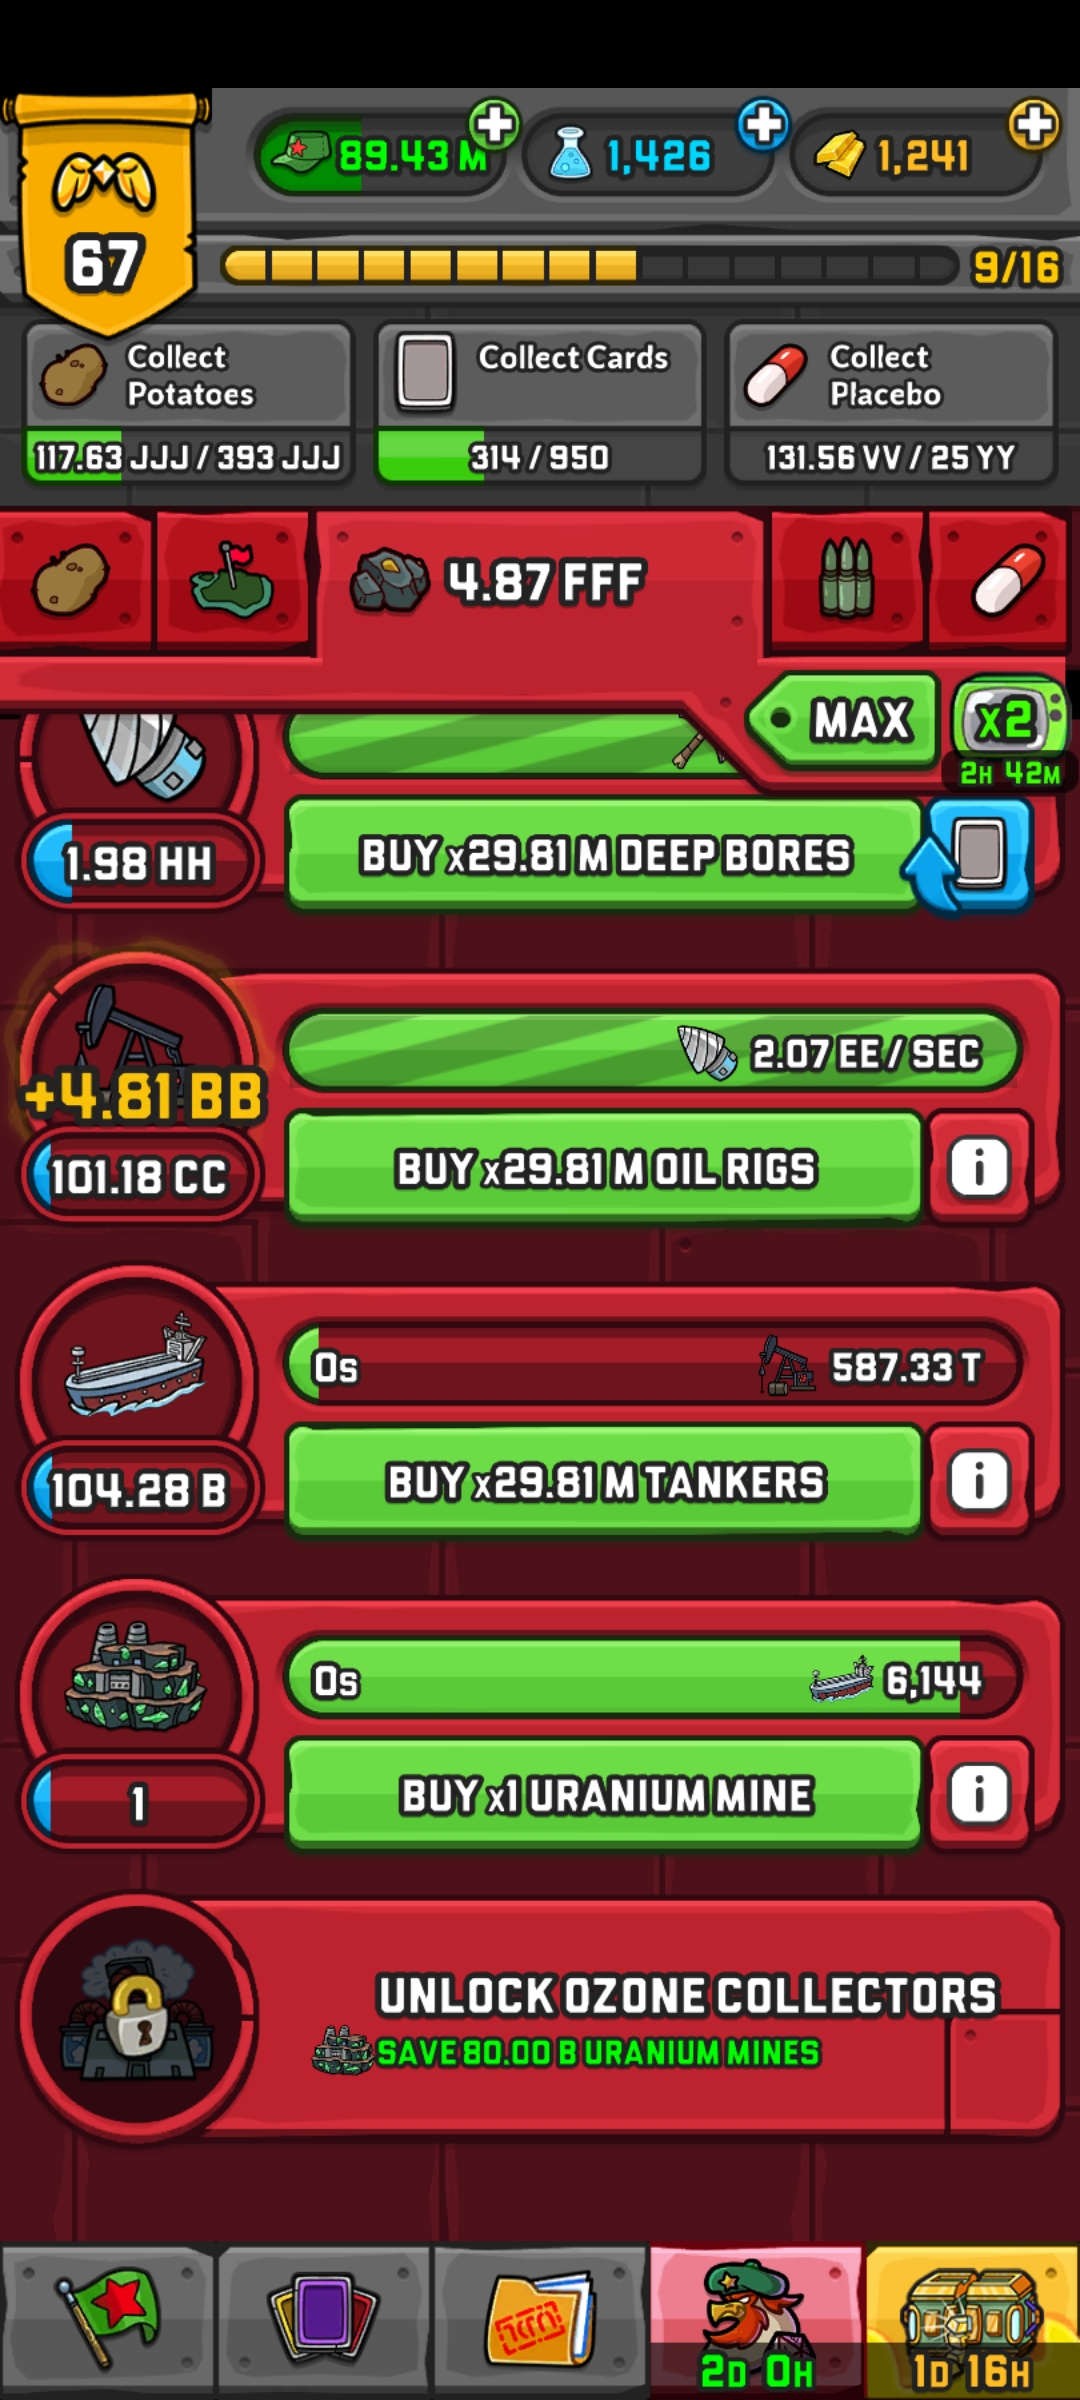 89.43 M
1,426
1,241
67
9/16
Collect
Potatoes
117.63 JJJ / 393 JJJ
Collect Cards
314 / 950
Collect
Placebo
131.56 VV / 25 YY
4.87 FFF
MAX
x2
2H 42M
1.98 HH
BUY x29.81 M DEEP BORES
+4.81 BB
101.18 CC
2.07 EE / SEC
BUY x29.81 M OIL RIGS
i
0s
587.33 T
104.28 B
BUY x29.81 M TANKERS
i
0s
6,144
1
BUY x1 URANIUM MINE
i
UNLOCK OZONE COLLECTORS
SAVE 80.00 B URANIUM MINES
2D 0H
1D 16H